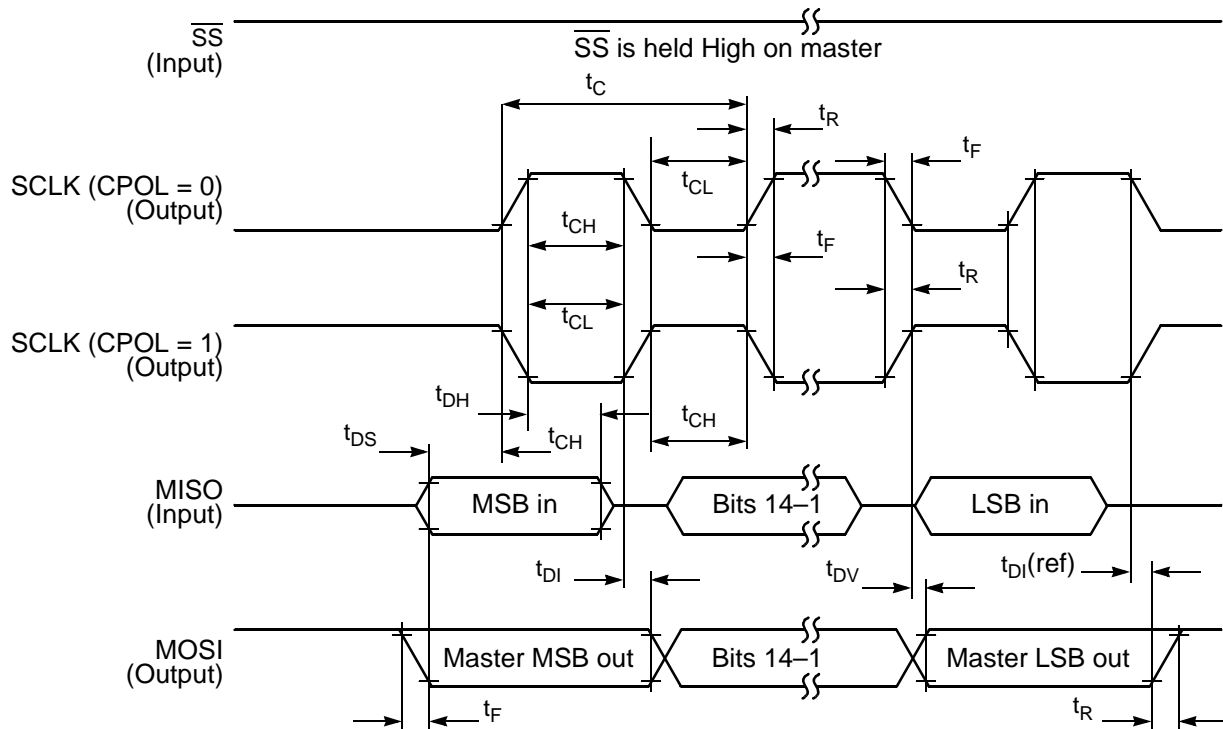 SS
(Input)
SS is held High on master
tC
tR
tF
SCLK (CPOL = 0)
(Output)
tCL
tCH
tF
tR
tCL
SCLK (CPOL = 1)
(Output)
tDH
tCH
tCH
tDS
MISO
(Input)
MSB in
Bits 14–1
LSB in
tDI
tDV
tDI(ref)
MOSI
(Output)
Master MSB out
Bits 14–1
Master LSB out
tF
tR